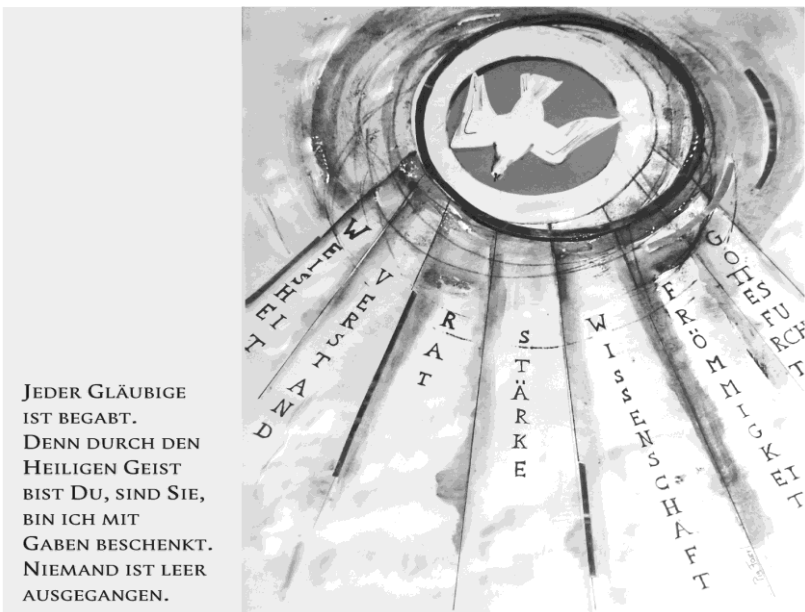 Jeder Gläubige
ist begabt.
Denn durch den
Heiligen Geist
bist Du, sind Sie,
bin ich mit
Gaben beschenkt.
Niemand ist leer
ausgegangen.
WEISHEIT
VERSTAND
RAT
STÄRKE
WISSENSCHAFT
FRÖMMIGKEIT
GOTTESFURCHT